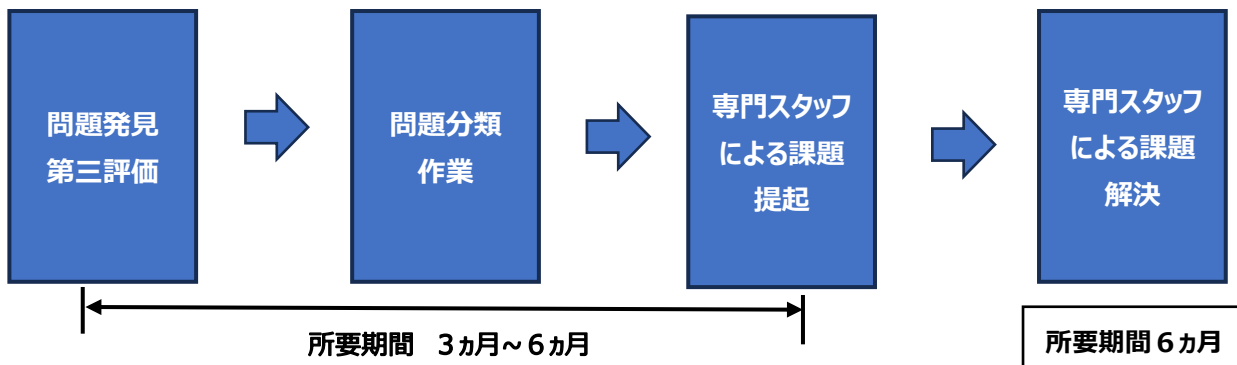 問題発見
第三評価
問題分類
作業
専門スタッフ
による課題
提起
専門スタッフ
による課題
解決
所要期間　３ヵ月~６ヵ月
所要期間６ヵ月